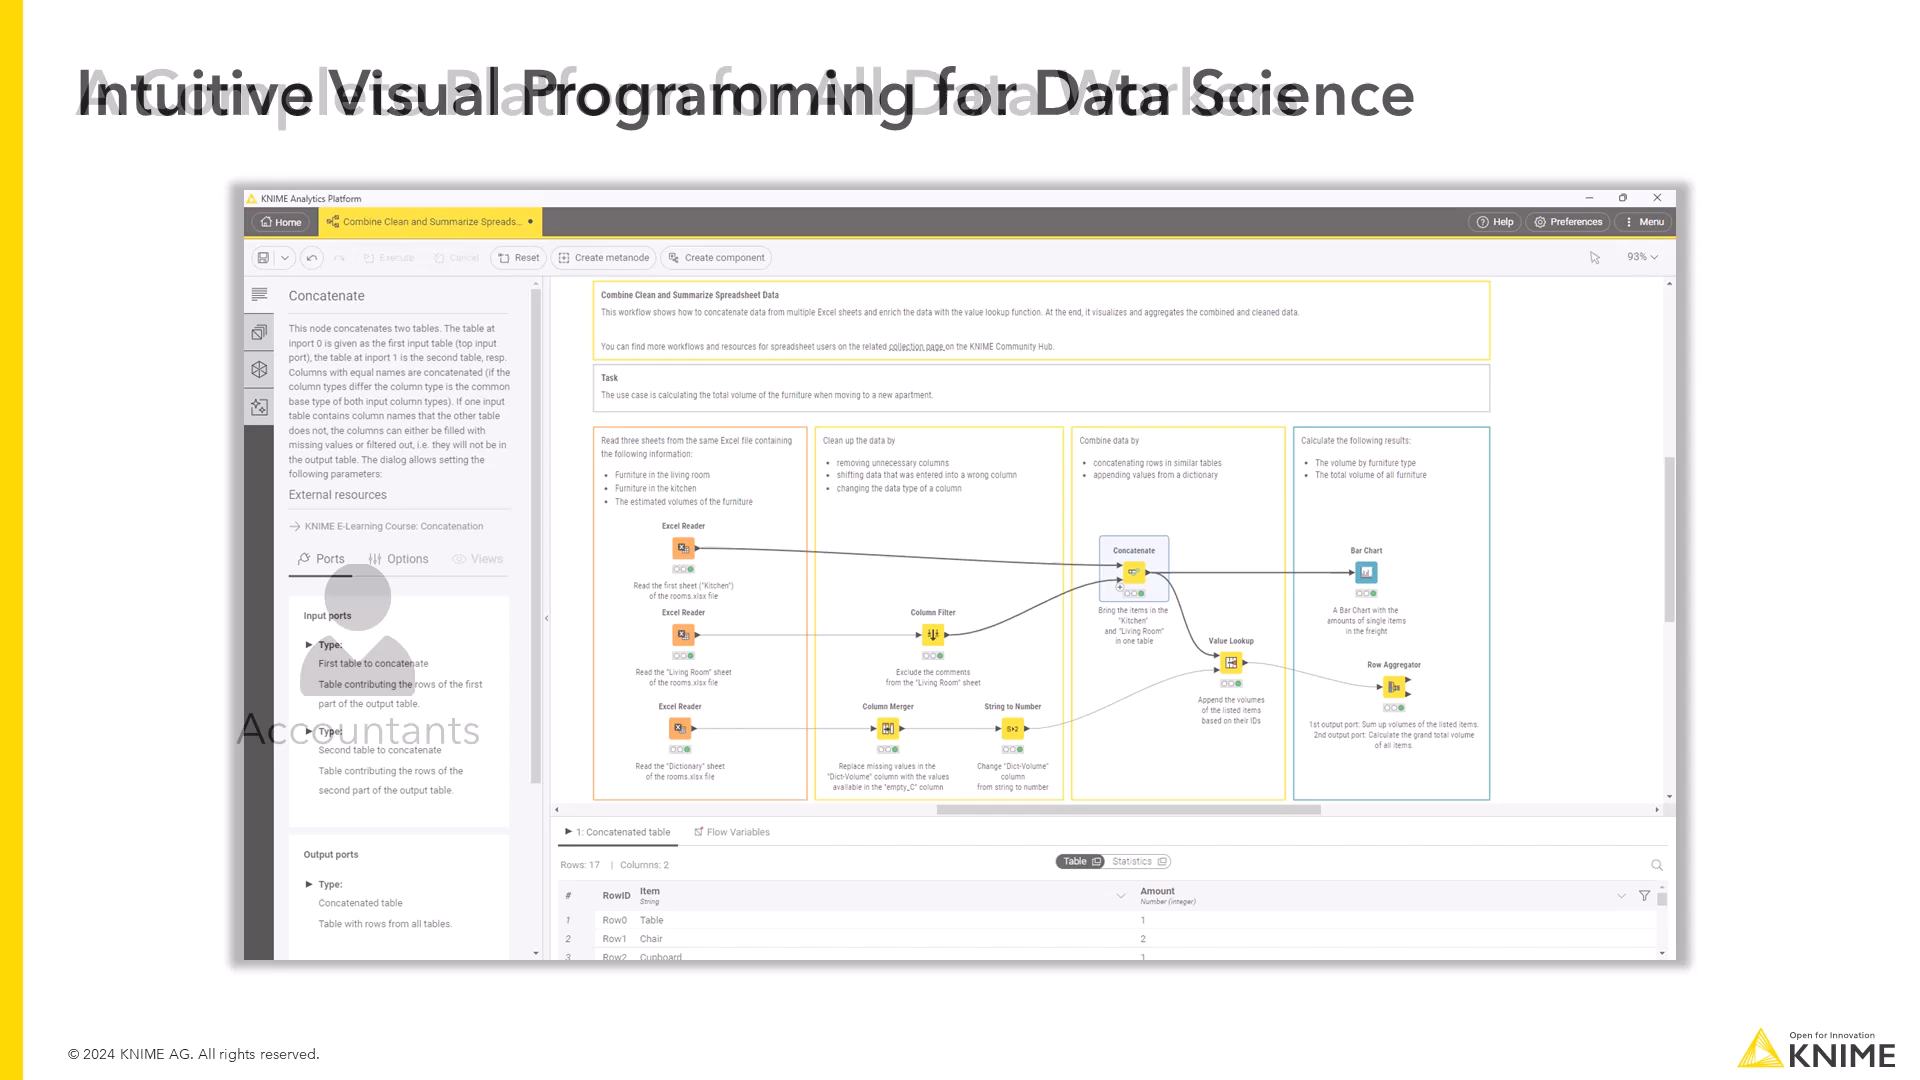 Intuitive Visual Programming for Data Science
A Complete Platform for All Data Workers
KNIME Analytics Platform
Home
Combine Clean and Summarize Spreads...
Help
Preferences
Menu
Execute
Cancel
Reset
Create metanode
Create component
93%
Concatenate
This node concatenates two tables. The table at
inport 0 is given as the first input table (top input
port), the table at inport 1 is the second table, resp.
Columns with equal names are concatenated (if the
column types differ the column type is the common
base type of both input column types). If one input
table contains column names that the other table
does not, the columns can either be filled with
missing values or filtered out, i.e. they will not be in
the output table. The dialog allows setting the
following parameters:
External resources
KNIME E-Learning Course: Concatenation
Ports
Options
Views
Input ports
Type:
First table to concatenate
Table contributing the rows of the first
part of the output table.
Accountants
Type:
Second table to concatenate
Table contributing the rows of the
second part of the output table.
Output ports
Type:
Concatenated table
Table with rows from all tables.
Combine Clean and Summarize Spreadsheet Data
This workflow shows how to concatenate data from multiple Excel sheets and enrich the data with the value lookup function. At the end, it visualizes and aggregates the combined and cleaned data.
You can find more workflows and resources for spreadsheet users on the related collection page on the KNIME Community Hub.
Task
The use case is calculating the total volume of the furniture when moving to a new apartment.
Read three sheets from the same Excel file containing
the following information:
• Furniture in the living room
• Furniture in the kitchen
• The estimated volumes of the furniture
Excel Reader
Read the first sheet ("Kitchen")
of the rooms.xlsx file
Excel Reader
Read the "Living Room" sheet
of the rooms.xlsx file
Excel Reader
Read the "Dictionary" sheet
of the rooms.xlsx file
Clean up the data by
• removing unnecessary columns
• shifting data that was entered into a wrong column
• changing the data type of a column
Column Filter
Exclude the comments
from the "Living Room" sheet
Column Merger
Replace missing values in the
"Dict-Volume" column with the values
available in the "empty_C" column
String to Number
S▸2
Change "Dict-Volume"
column
from string to number
Combine data by
• concatenating rows in similar tables
• appending values from a dictionary
Concatenate
Bring the items in the
"Kitchen"
and "Living Room"
in one table
Value Lookup
Append the volumes
of the listed items
based on their IDs
Calculate the following results:
• The volume by furniture type
• The total volume of all furniture
Bar Chart
A Bar Chart with the
amounts of single items
in the freight
Row Aggregator
1st output port: Sum up volumes of the listed items.
2nd output port: Calculate the grand total volume
of all items.
1: Concatenated table
Flow Variables
Rows: 17 | Columns: 2
Table
Statistics
# RowID Item Amount
String Number (integer)
1 Row0 Table 1
2 Row1 Chair 2
3 Row2 Cupboard 1
© 2024 KNIME AG. All rights reserved.
Open for Innovation
KNIME